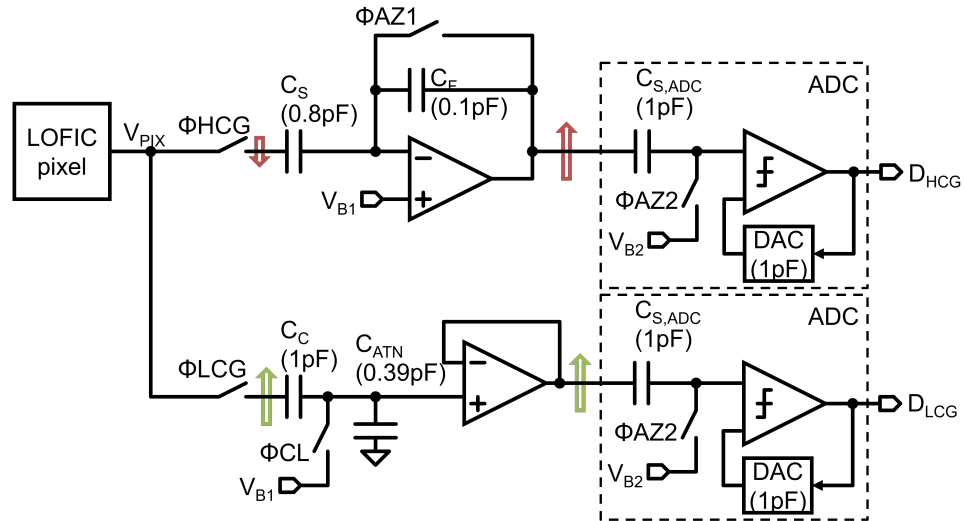 ΦAZ1
C_F
(0.1pF)
C_S
(0.8pF)
LOFIC
pixel
V_PIX
ΦHCG
−
+
V_B1
ADC
C_S,ADC
(1pF)
ΦAZ2
V_B2
DAC
(1pF)
D_HCG
ADC
C_S,ADC
(1pF)
ΦLCG
C_C
(1pF)
C_ATN
(0.39pF)
−
+
ΦCL
V_B1
ΦAZ2
V_B2
DAC
(1pF)
D_LCG